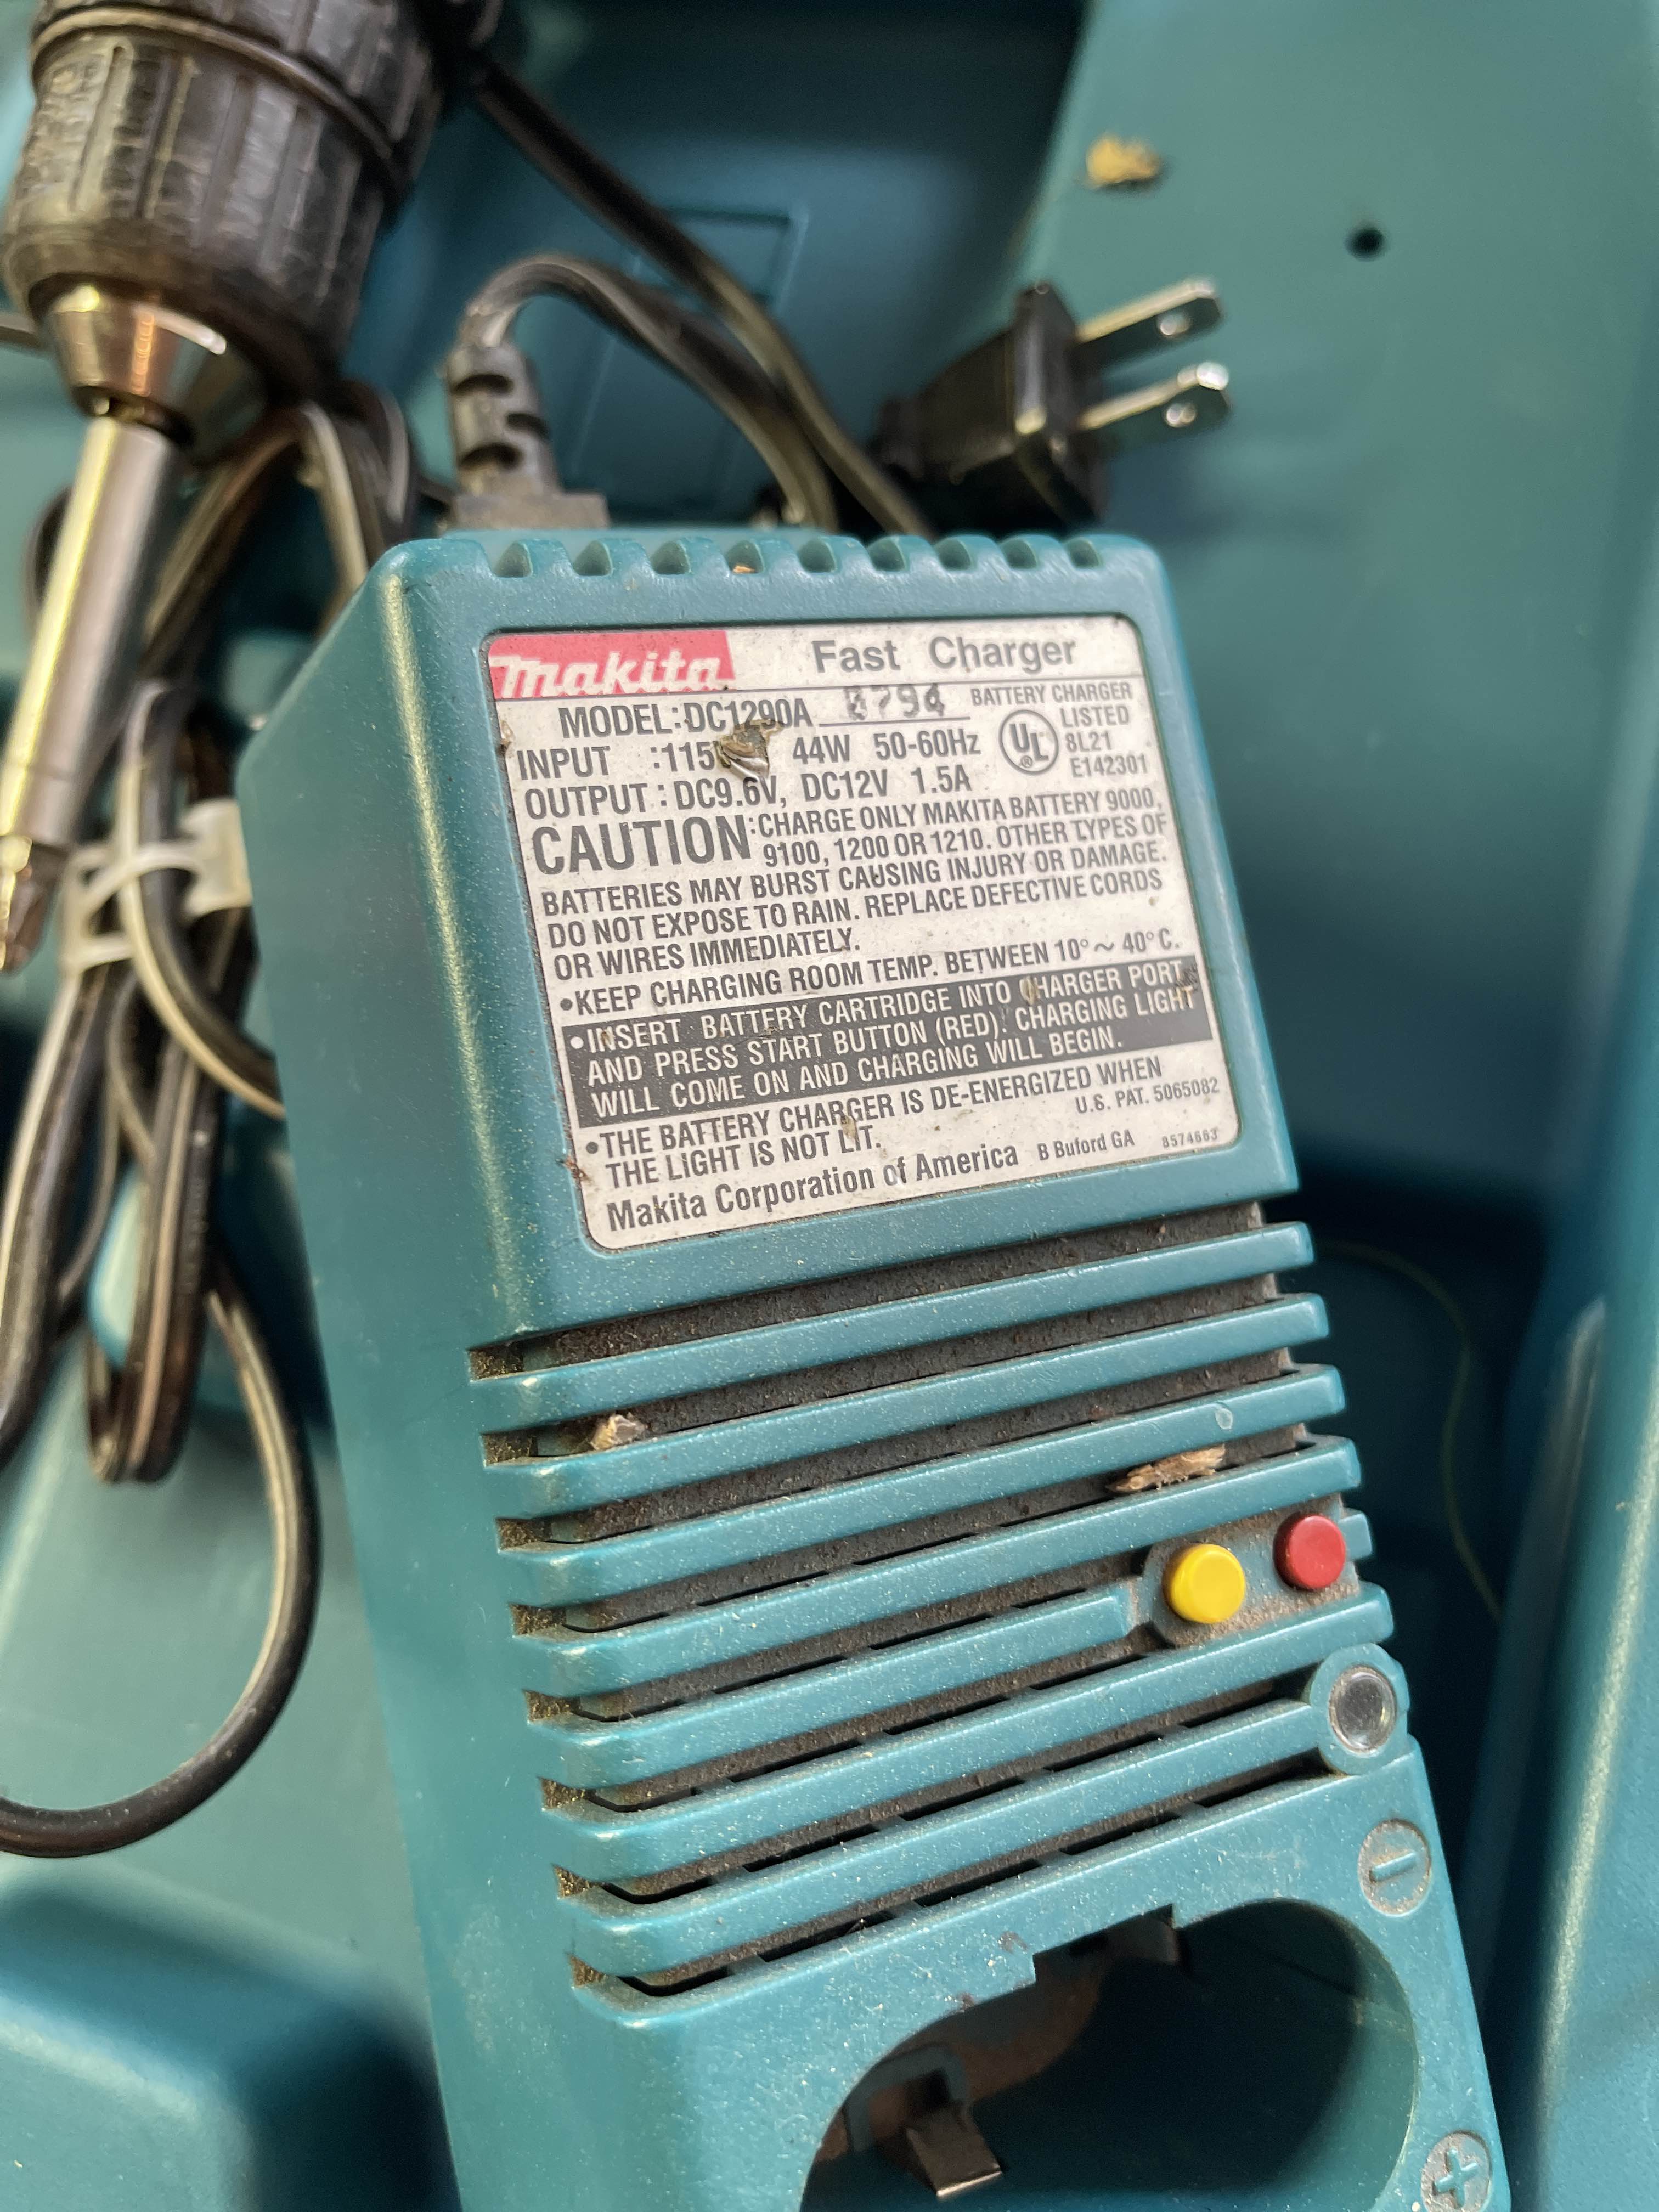 makita Fast Charger
MODEL:DC1290A 0794 BATTERY CHARGER
INPUT :115 44W 50-60Hz UL® LISTED
8L21
OUTPUT : DC9.6V, DC12V 1.5A E142301
CAUTION:CHARGE ONLY MAKITA BATTERY 9000,
9100, 1200 OR 1210. OTHER TYPES OF
BATTERIES MAY BURST CAUSING INJURY OR DAMAGE.
DO NOT EXPOSE TO RAIN. REPLACE DEFECTIVE CORDS
OR WIRES IMMEDIATELY.
•KEEP CHARGING ROOM TEMP. BETWEEN 10°~ 40°C.
•INSERT BATTERY CARTRIDGE INTO CHARGER PORT
AND PRESS START BUTTON (RED). CHARGING LIGHT
WILL COME ON AND CHARGING WILL BEGIN.
•THE BATTERY CHARGER IS DE-ENERGIZED WHEN
THE LIGHT IS NOT LIT. U.S. PAT. 5065082
Makita Corporation of America B Buford GA 8574683
−
+